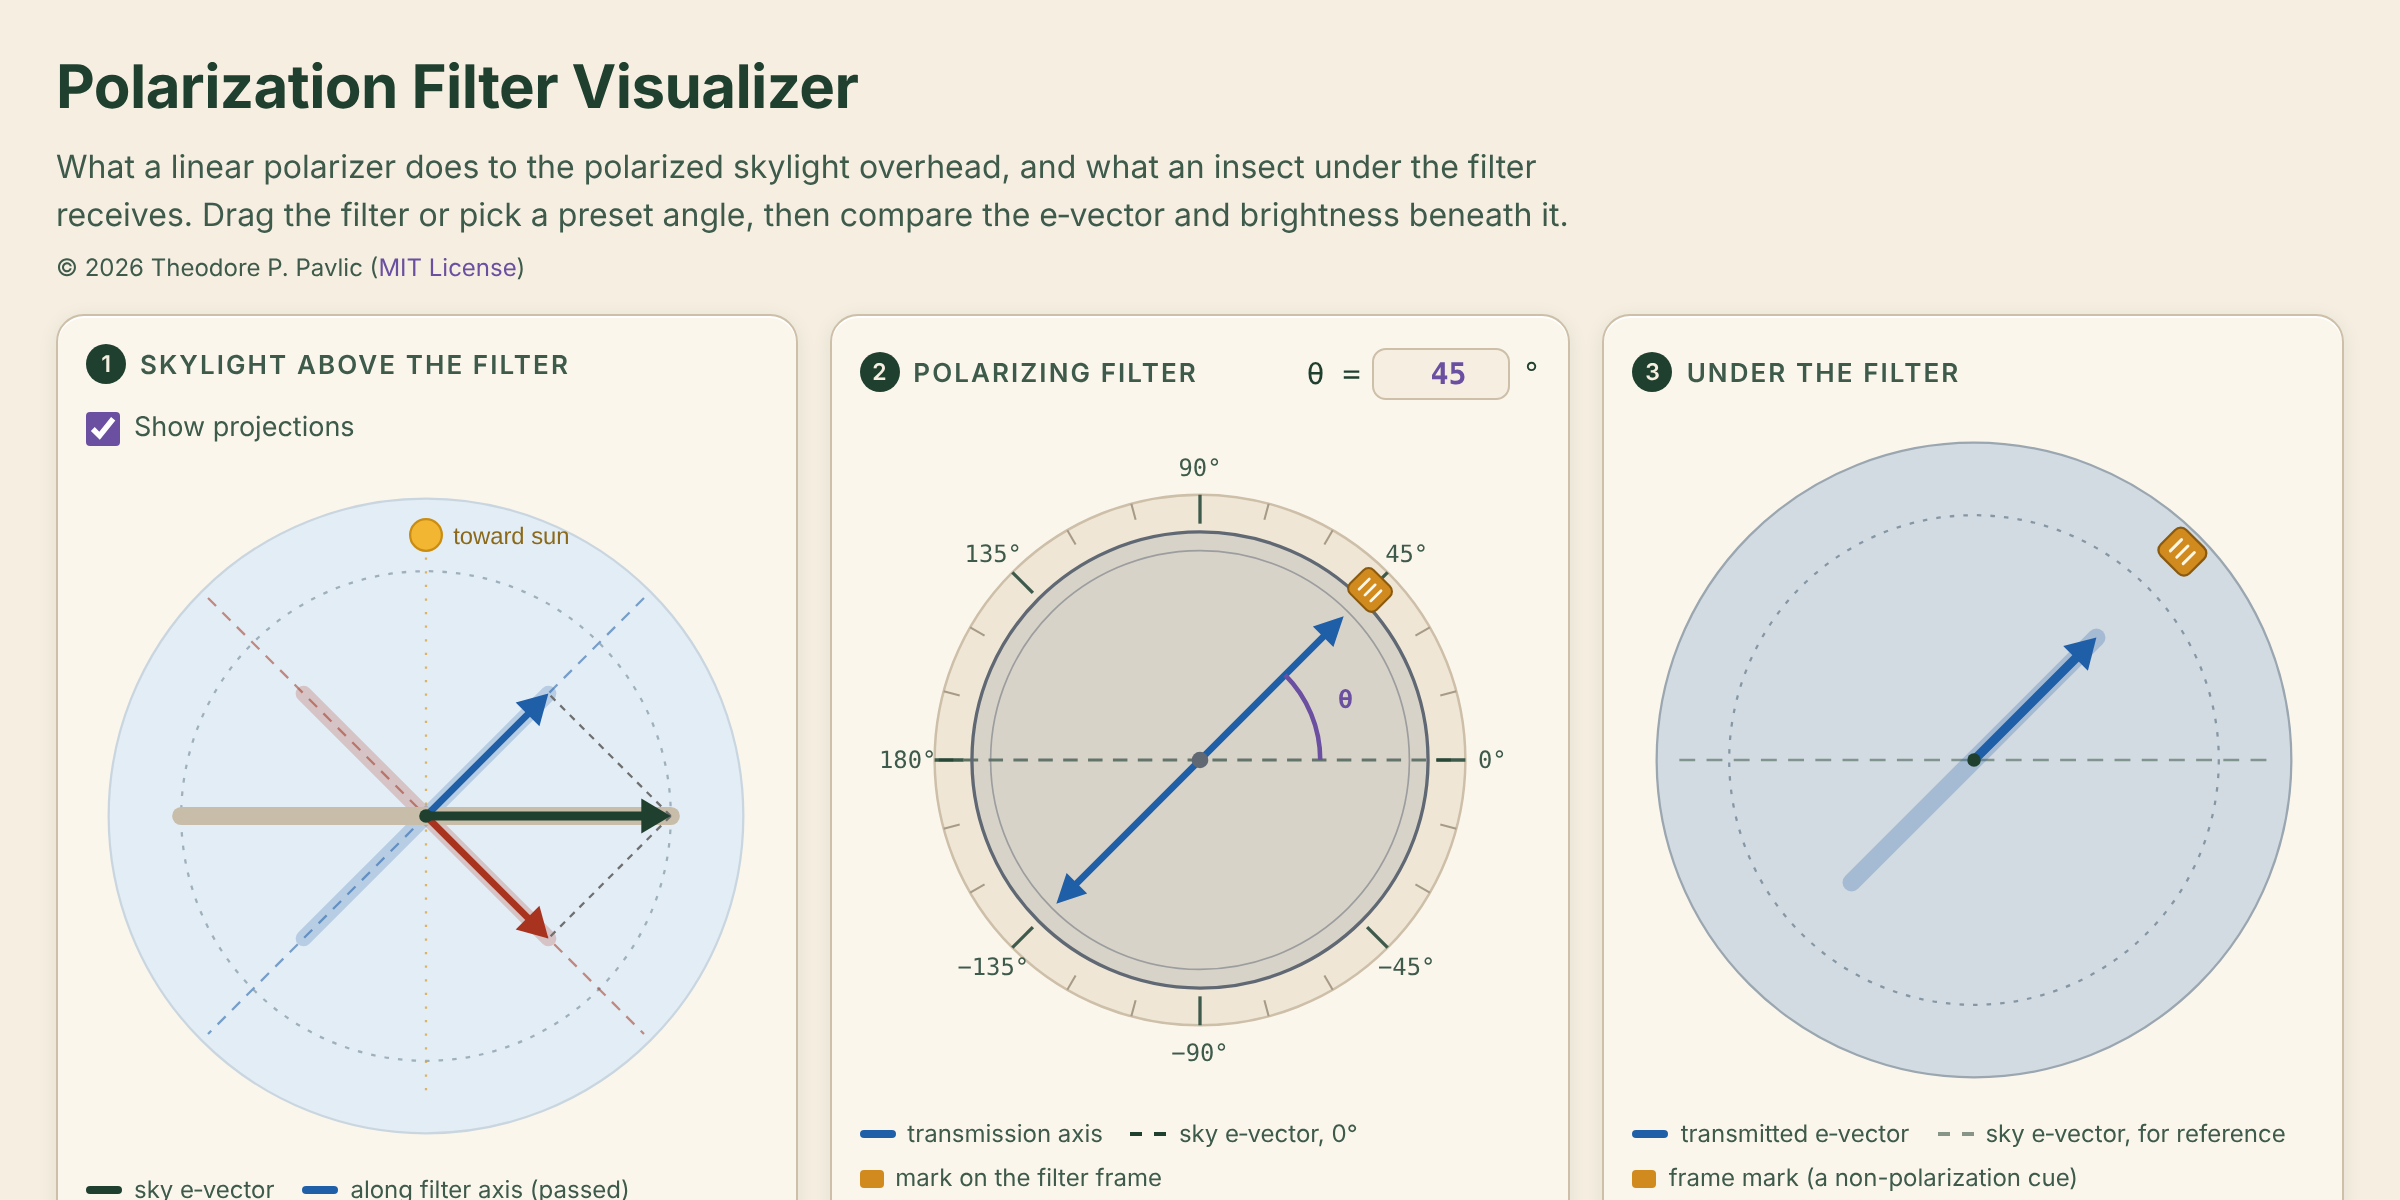 Polarization Filter Visualizer
What a linear polarizer does to the polarized skylight overhead, and what an insect under the filter
receives. Drag the filter or pick a preset angle, then compare the e-vector and brightness beneath it.
© 2026 Theodore P. Pavlic (MIT License)
1 SKYLIGHT ABOVE THE FILTER
Show projections
toward sun
sky e-vector
along filter axis (passed)
2 POLARIZING FILTER
θ = 45 °
90°
135°
45°
θ
180°
0°
−135°
−45°
−90°
transmission axis
sky e-vector, 0°
mark on the filter frame
3 UNDER THE FILTER
transmitted e-vector
sky e-vector, for reference
frame mark (a non-polarization cue)